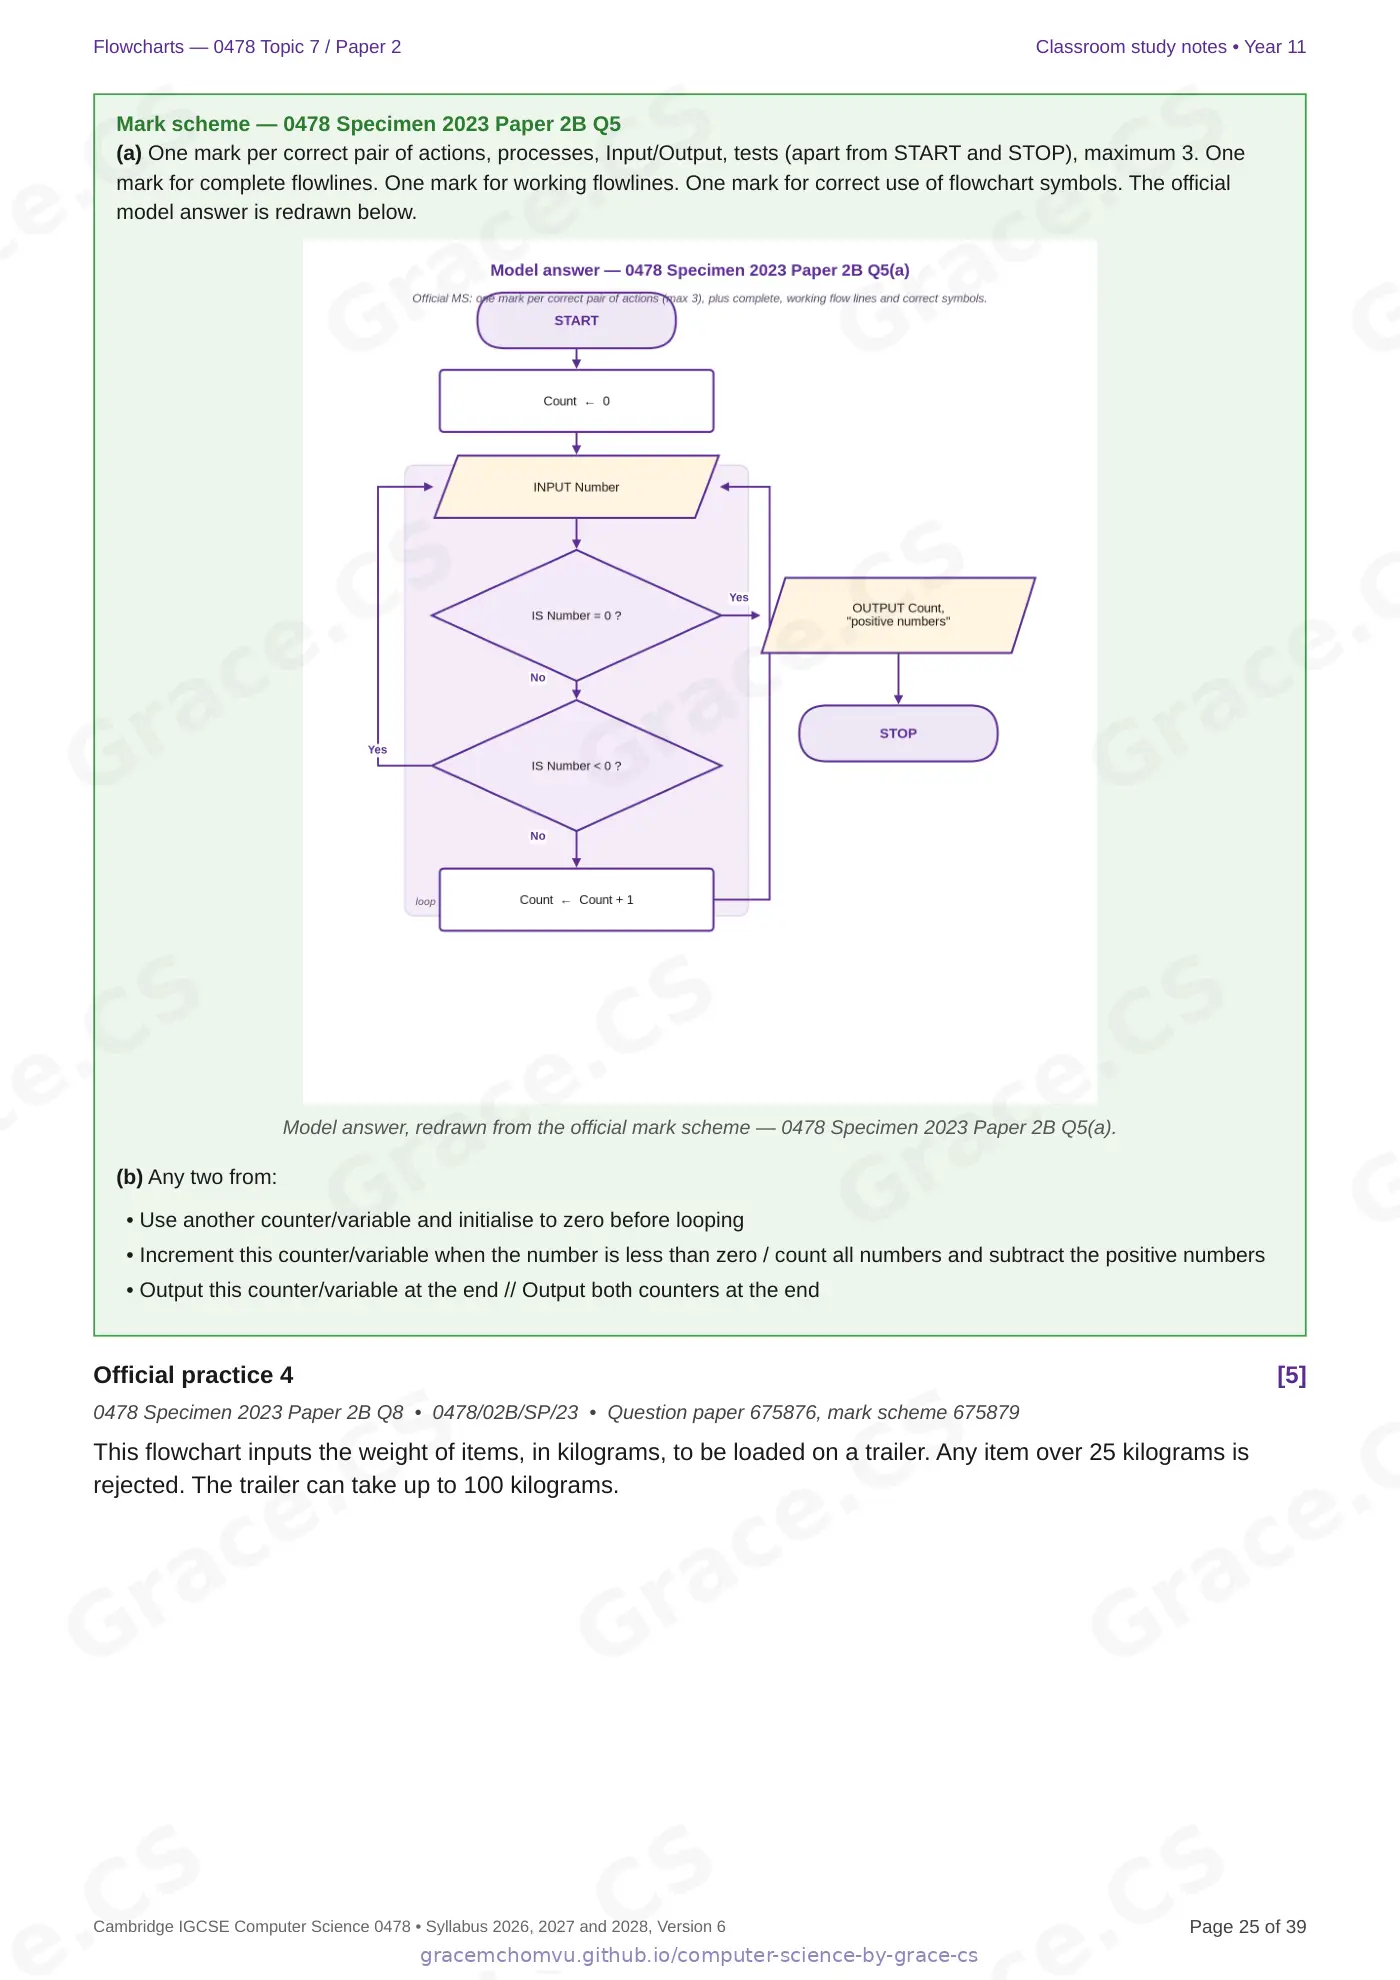 Flowcharts — 0478 Topic 7 / Paper 2
Classroom study notes • Year 11
Mark scheme — 0478 Specimen 2023 Paper 2B Q5
(a) One mark per correct pair of actions, processes, Input/Output, tests (apart from START and STOP), maximum 3. One
mark for complete flowlines. One mark for working flowlines. One mark for correct use of flowchart symbols. The official
model answer is redrawn below.
Model answer — 0478 Specimen 2023 Paper 2B Q5(a)
Official MS: one mark per correct pair of actions (max 3), plus complete, working flow lines and correct symbols.
START
Count ← 0
INPUT Number
IS Number = 0 ?
Yes
OUTPUT Count,
"positive numbers"
No
STOP
Yes
IS Number < 0 ?
No
loop
Count ← Count + 1
Model answer, redrawn from the official mark scheme — 0478 Specimen 2023 Paper 2B Q5(a).
(b) Any two from:
• Use another counter/variable and initialise to zero before looping
• Increment this counter/variable when the number is less than zero / count all numbers and subtract the positive numbers
• Output this counter/variable at the end // Output both counters at the end
Official practice 4
[5]
0478 Specimen 2023 Paper 2B Q8 • 0478/02B/SP/23 • Question paper 675876, mark scheme 675879
This flowchart inputs the weight of items, in kilograms, to be loaded on a trailer. Any item over 25 kilograms is
rejected. The trailer can take up to 100 kilograms.
Cambridge IGCSE Computer Science 0478 • Syllabus 2026, 2027 and 2028, Version 6
Page 25 of 39
gracemchomvu.github.io/computer-science-by-grace-cs
Grace.CS